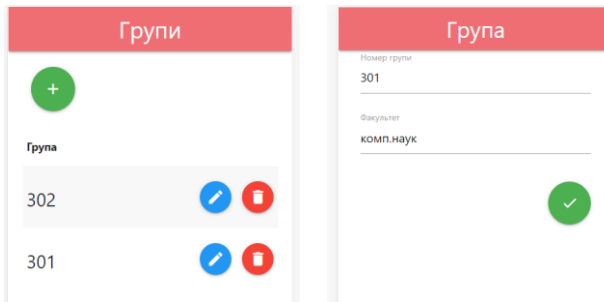 Групи
Група
302
301
Група
Номер групи
301
Факультет
комп.наук